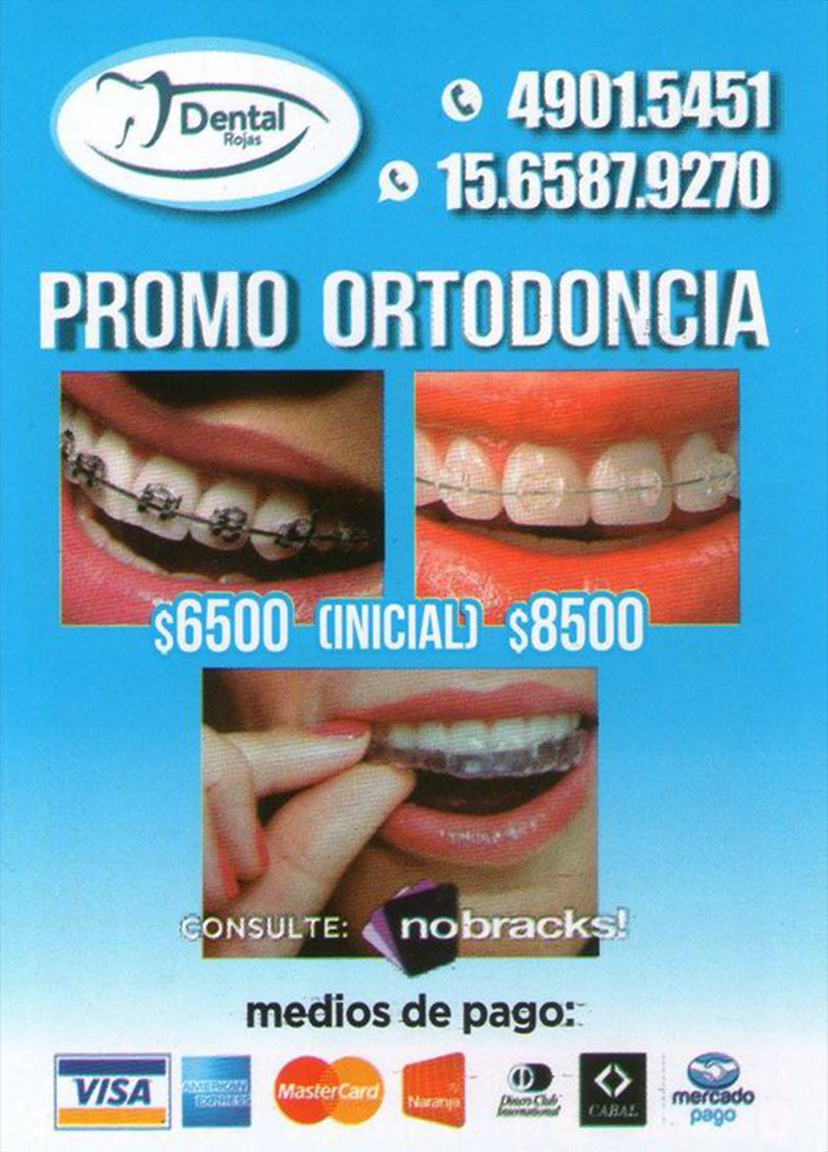 Dental
Rojas
4901.5451
15.6587.9270
PROMO ORTODONCIA
$6500 (INICIAL) $8500
CONSULTE: nobracks!
medios de pago:
VISA
AMERICAN
EXPRESS
MasterCard
Naranja
Diners Club
International
CABAL
mercado
pago